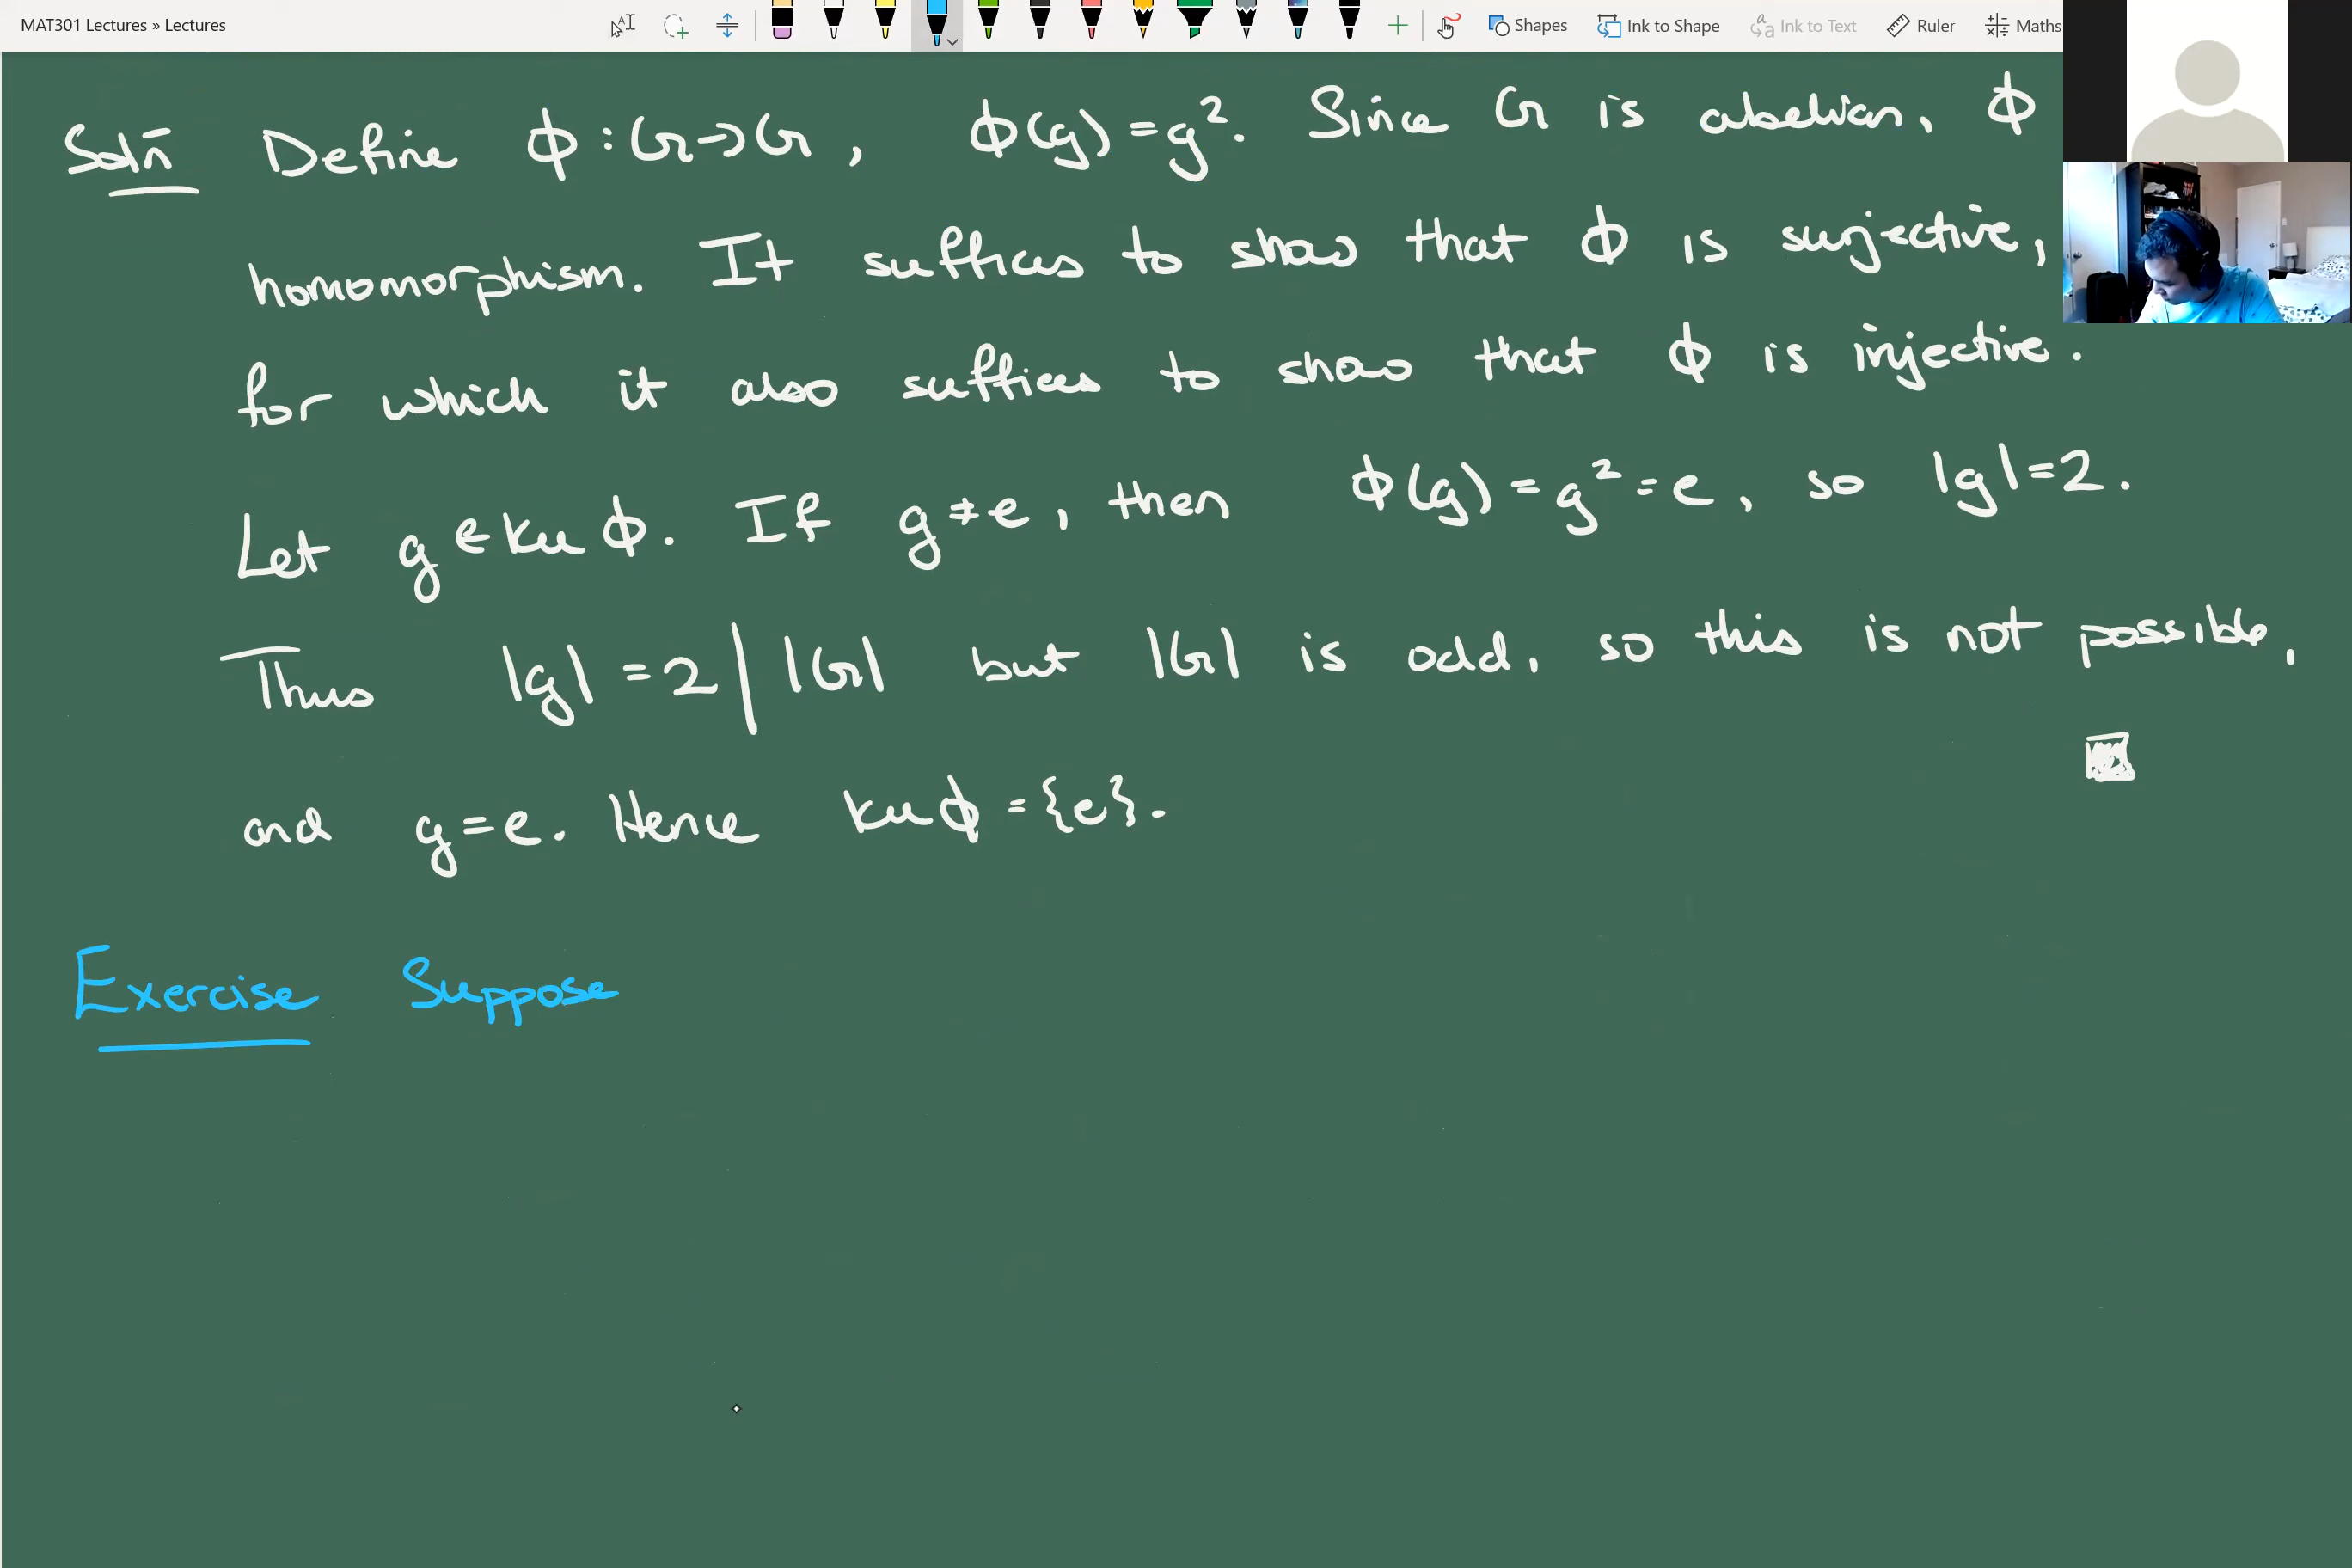 MAT301 Lectures » Lectures
Shapes Ink to Shape Ink to Text Ruler Maths
Soln̄ Define ϕ : G → G , ϕ(g) = g². Since G is abelian, ϕ
homomorphism. It suffices to show that ϕ is surjective,
for which it also suffices to show that ϕ is injective.
Let g ∈ ker ϕ. If g ≠ e, then ϕ(g) = g² = e, so |g| = 2.
Thus |g| = 2 | |G| but |G| is odd, so this is not possible,
and g = e. Hence ker ϕ = {e}.
Exercise Suppose